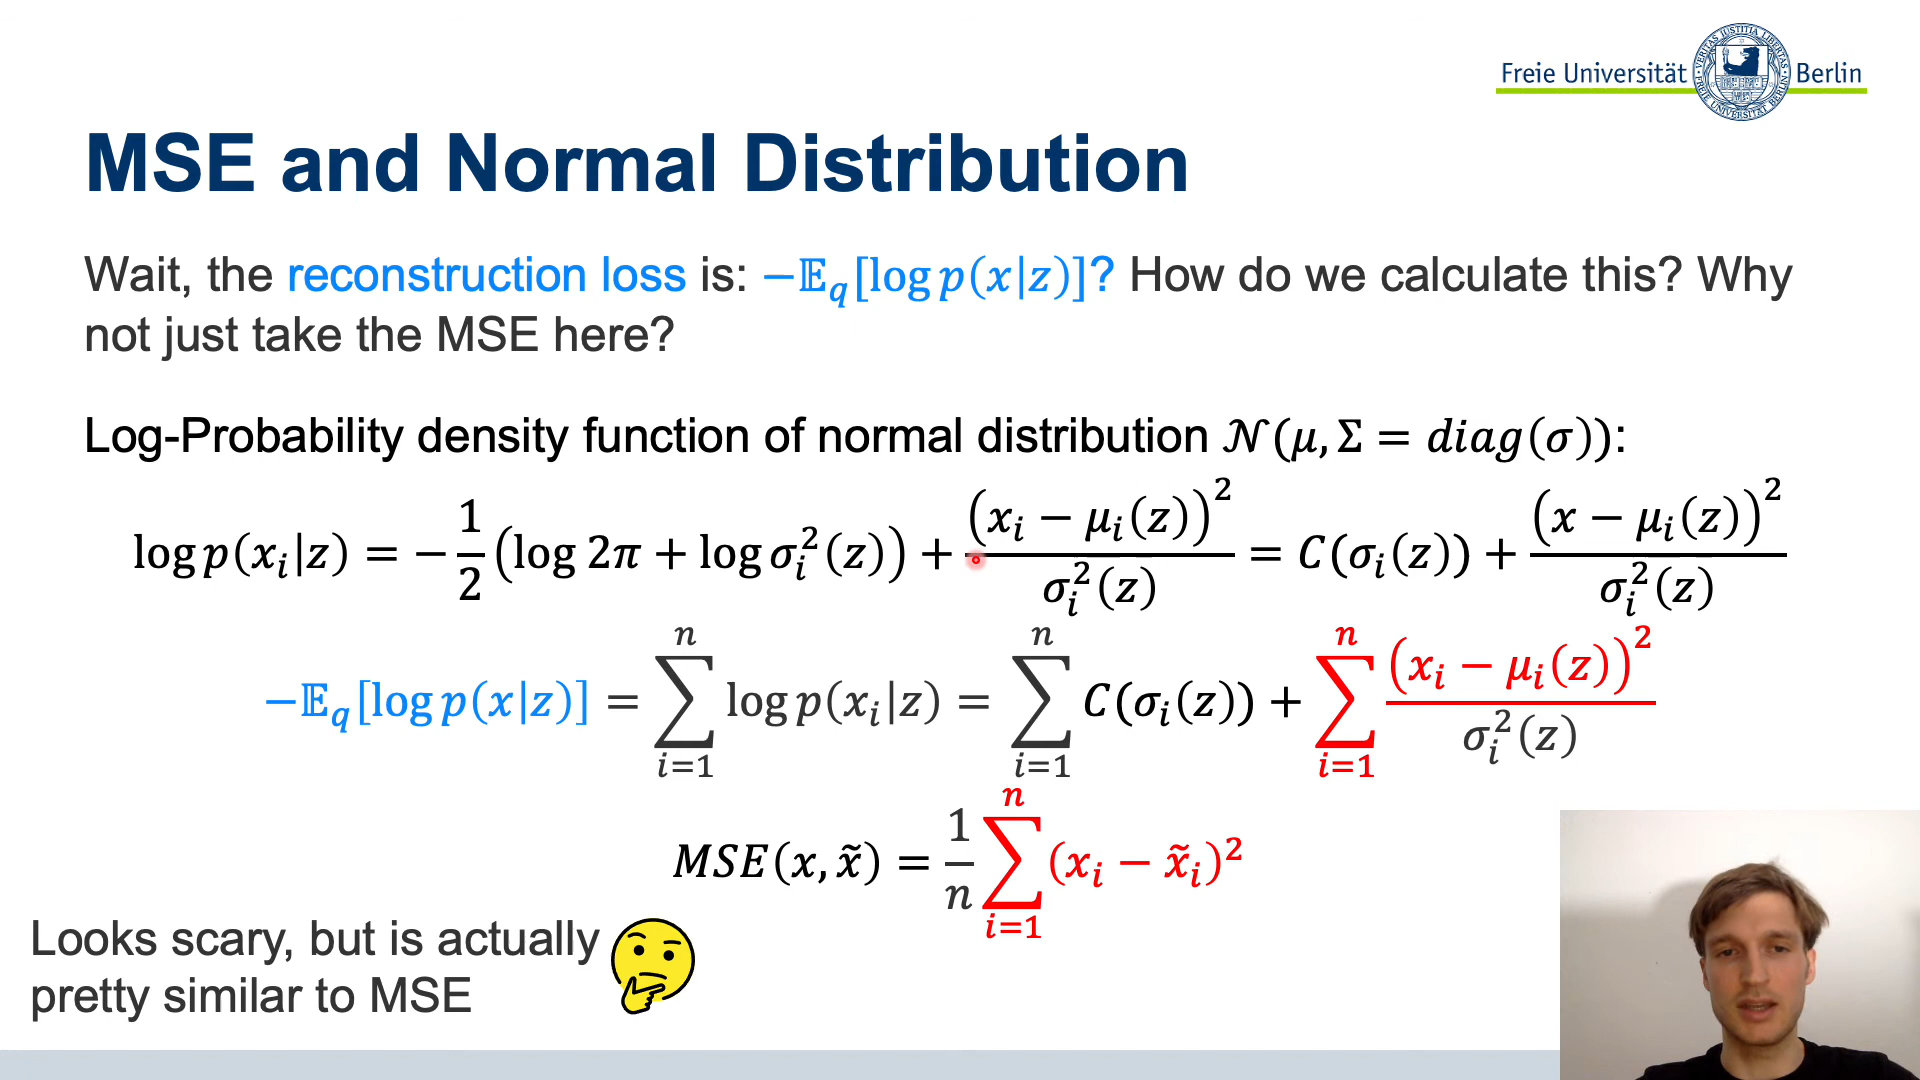 Freie Universität Berlin
MSE and Normal Distribution
Wait, the reconstruction loss is: −𝔼_q[log p(x|z)]? How do we calculate this? Why
not just take the MSE here?
Log-Probability density function of normal distribution 𝒩(μ, Σ = diag(σ)):
log p(x_i|z) = −1/2 (log 2π + log σ_i^2(z)) + (x_i − μ_i(z))^2 / σ_i^2(z) = C(σ_i(z)) + (x − μ_i(z))^2 / σ_i^2(z)
−𝔼_q[log p(x|z)] = ∑_{i=1}^{n} log p(x_i|z) = ∑_{i=1}^{n} C(σ_i(z)) + ∑_{i=1}^{n} (x_i − μ_i(z))^2 / σ_i^2(z)
MSE(x, x̃) = 1/n ∑_{i=1}^{n} (x_i − x̃_i)^2
Looks scary, but is actually
pretty similar to MSE